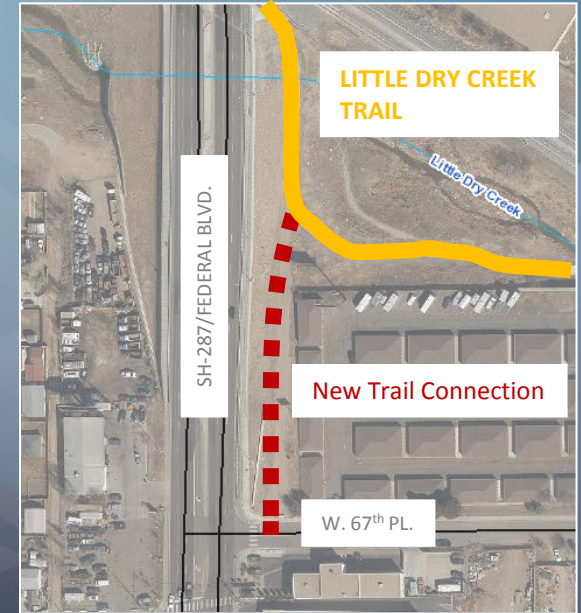 LITTLE DRY CREEK
TRAIL
Little Dry Creek
SH-287/FEDERAL BLVD.
New Trail Connection
W. 67th PL.